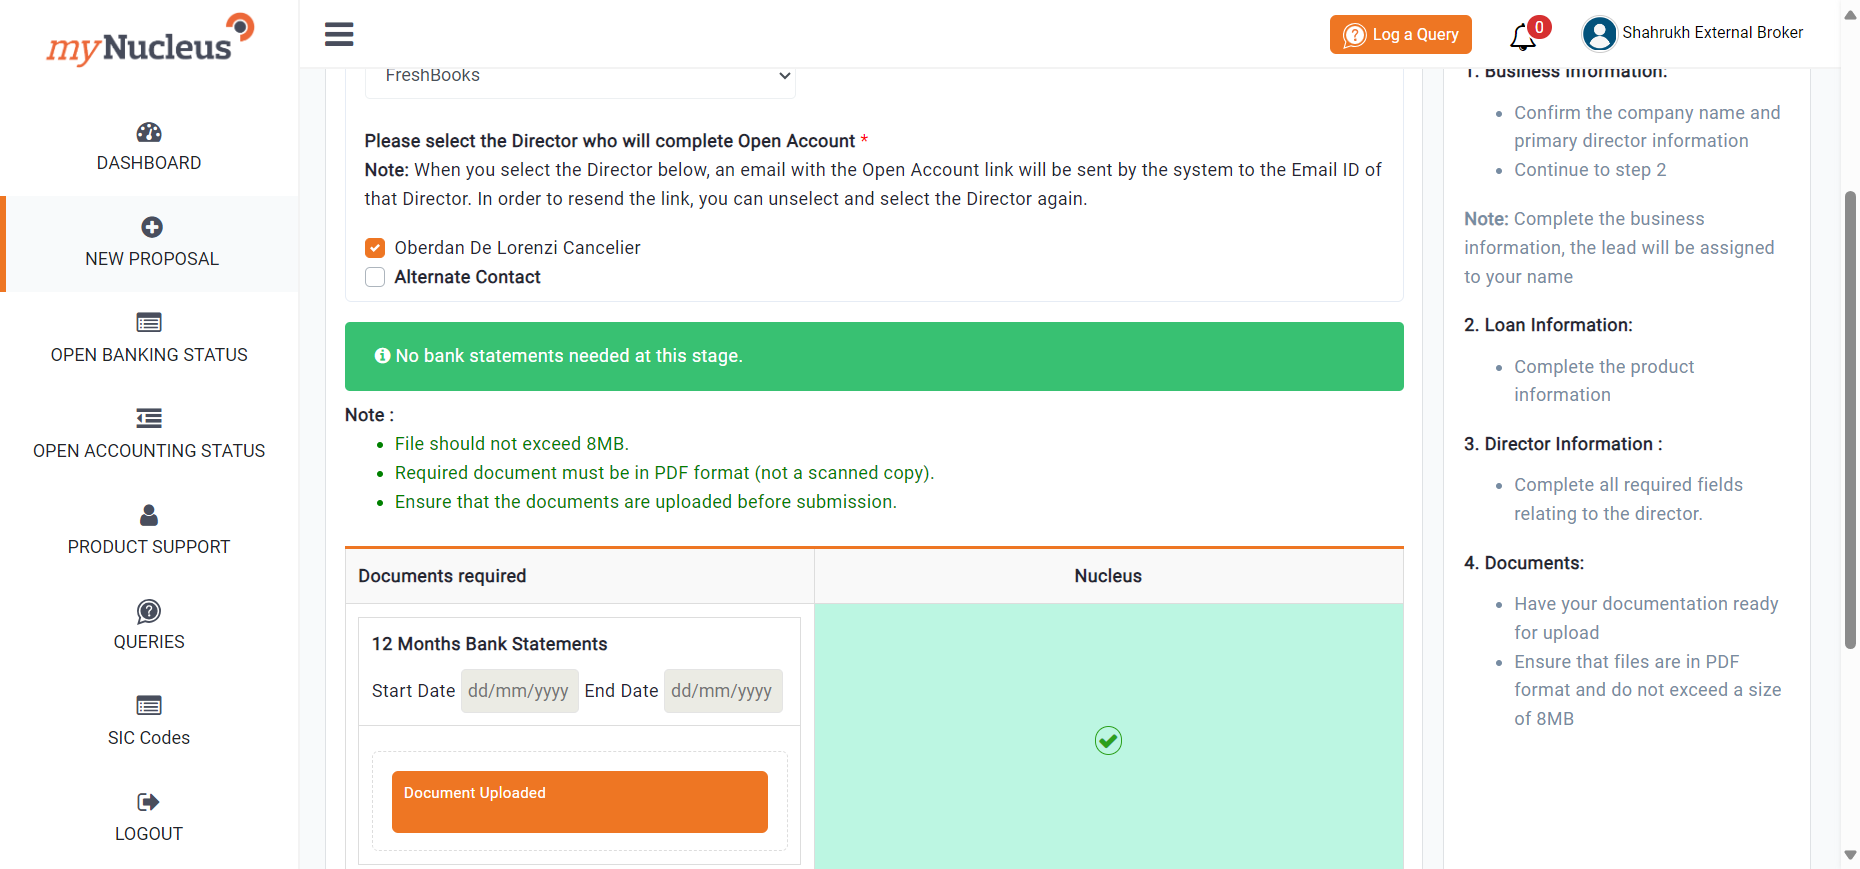 myNucleus
Log a Query
0
Shahrukh External Broker
DASHBOARD
NEW PROPOSAL
OPEN BANKING STATUS
OPEN ACCOUNTING STATUS
PRODUCT SUPPORT
QUERIES
SIC Codes
LOGOUT
FreshBooks
Please select the Director who will complete Open Account *
Note: When you select the Director below, an email with the Open Account link will be sent by the system to the Email ID of
that Director. In order to resend the link, you can unselect and select the Director again.
Oberdan De Lorenzi Cancelier
Alternate Contact
No bank statements needed at this stage.
Note :
File should not exceed 8MB.
Required document must be in PDF format (not a scanned copy).
Ensure that the documents are uploaded before submission.
Documents required
Nucleus
12 Months Bank Statements
Start Date dd/mm/yyyy End Date dd/mm/yyyy
Document Uploaded
1. Business Information:
Confirm the company name and
primary director information
Continue to step 2
Note: Complete the business
information, the lead will be assigned
to your name
2. Loan Information:
Complete the product
information
3. Director Information :
Complete all required fields
relating to the director.
4. Documents:
Have your documentation ready
for upload
Ensure that files are in PDF
format and do not exceed a size
of 8MB